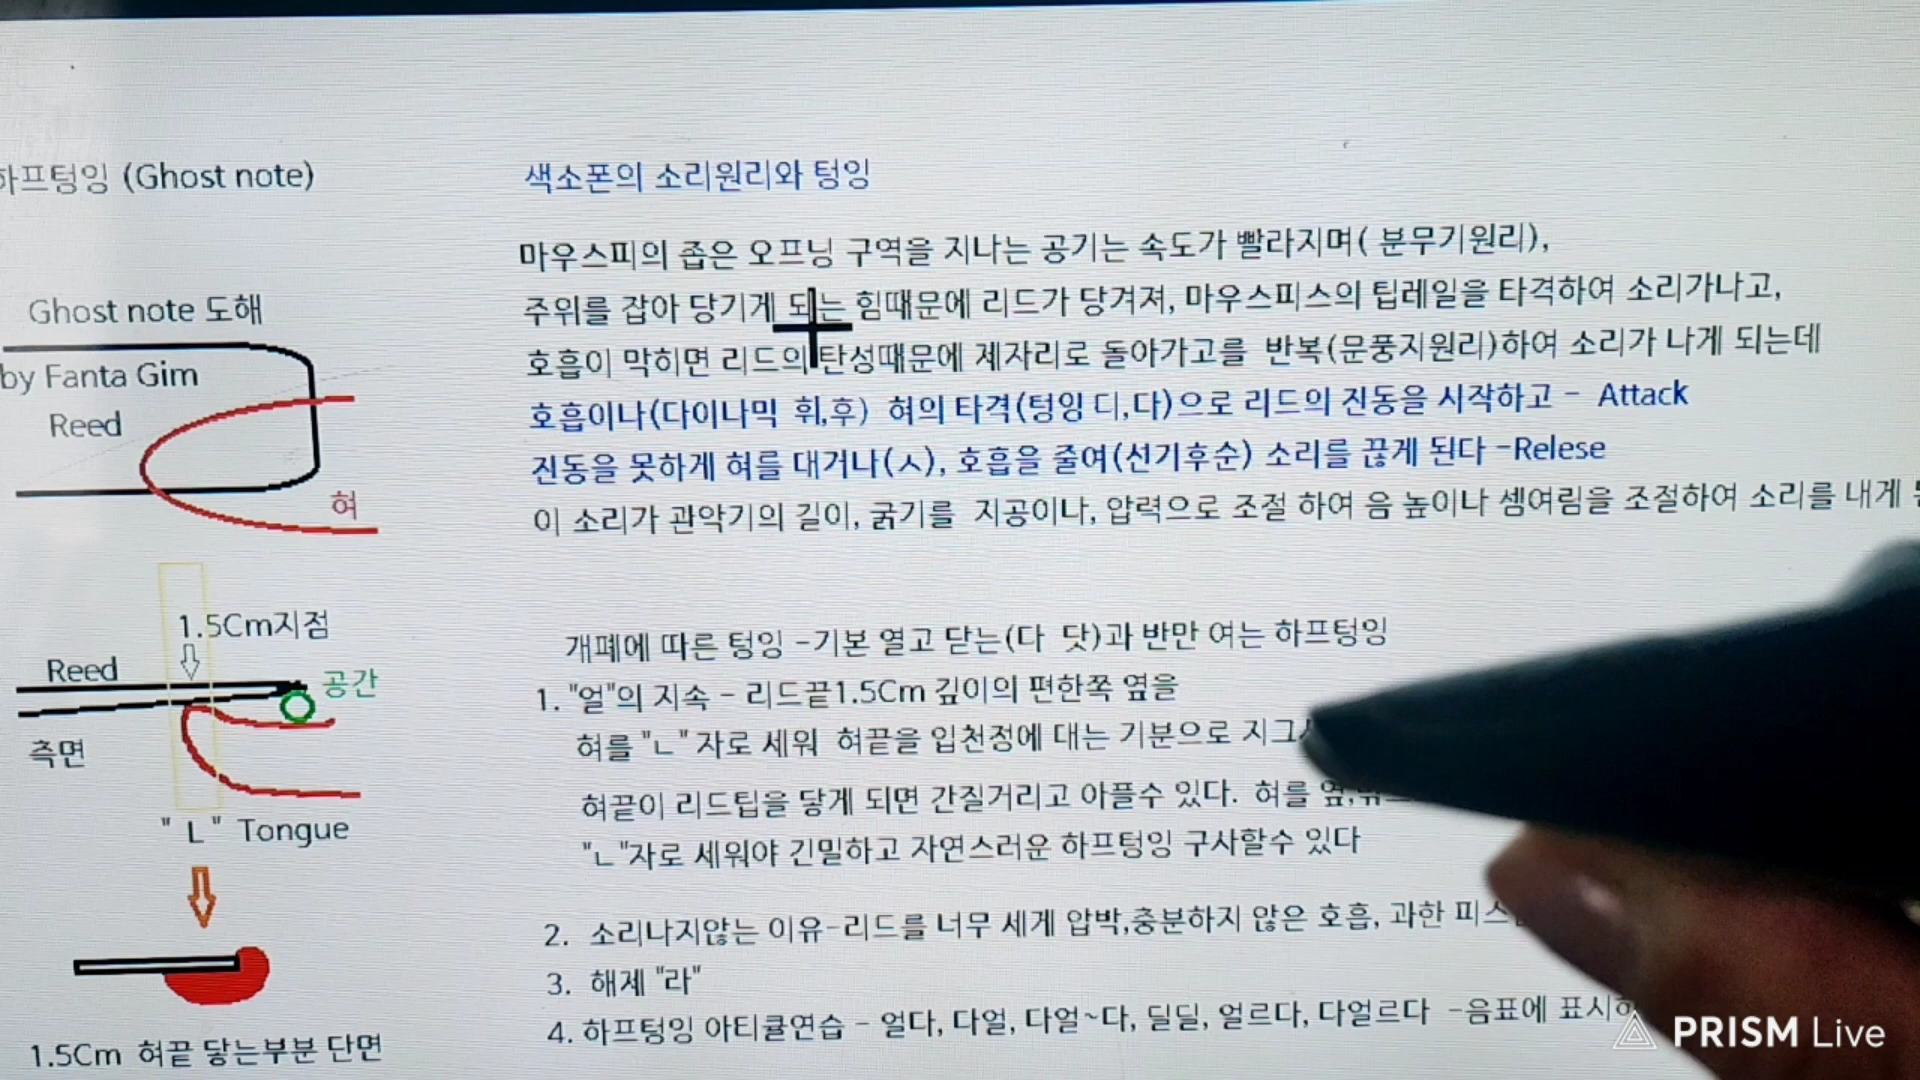 하프텅잉 (Ghost note)
Ghost note 도해
by Fanta Gim
Reed
혀
1.5Cm지점
Reed
공간
측면
" L " Tongue
1.5Cm 혀끝 닿는부분 단면
색소폰의 소리원리와 텅잉
마우스피의 좁은 오프닝 구역을 지나는 공기는 속도가 빨라지며( 분무기원리),
주위를 잡아 당기게 되는 힘때문에 리드가 당겨져, 마우스피스의 팁레일을 타격하여 소리가나고,
호흡이 막히면 리드의 탄성때문에 제자리로 돌아가고를 반복(문풍지원리)하여 소리가 나게 되는데
호흡이나(다이나믹 휘,후) 혀의 타격(텅잉 디,다)으로 리드의 진동을 시작하고 - Attack
진동을 못하게 혀를 대거나(ㅅ), 호흡을 줄여(선기후순) 소리를 끊게 된다 -Relese
이 소리가 관악기의 길이, 굵기를 지공이나, 압력으로 조절 하여 음 높이나 셈여림을 조절하여 소리를 내게
개폐에 따른 텅잉 -기본 열고 닫는(다 닷)과 반만 여는 하프텅잉
1. "얼"의 지속 - 리드끝1.5Cm 깊이의 편한쪽 옆을
혀를 "ㄴ" 자로 세워 혀끝을 입천정에 대는 기분으로
혀끝이 리드팁을 닿게 되면 간질거리고 아플수 있다. 혀를
"ㄴ"자로 세워야 긴밀하고 자연스러운 하프텅잉 구사할수 있다
2. 소리나지않는 이유-리드를 너무 세게 압박,충분하지 않은 호흡, 과한
3. 해제 "라"
4. 하프텅잉 아티큘연습 - 얼다, 다얼, 다얼~다, 딜딜, 얼르다, 다얼르다 -음표에
PRISM Live